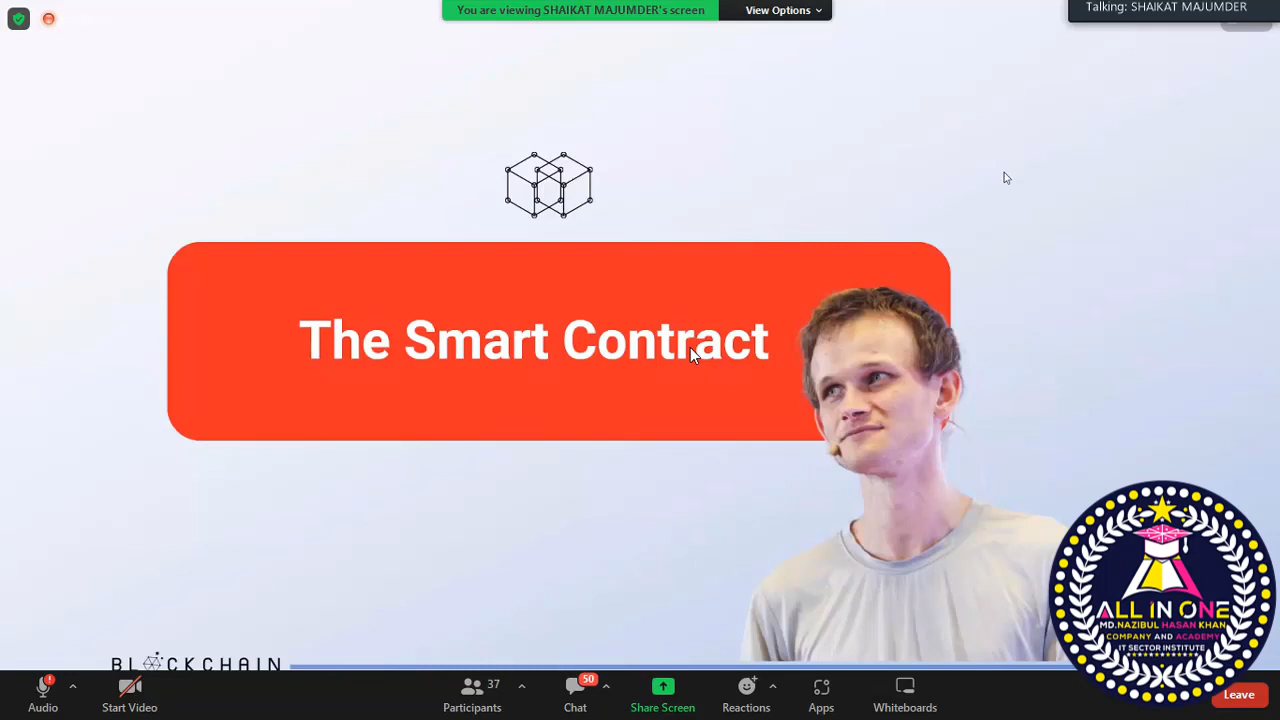 You are viewing SHAIKAT MAJUMDER's screen
View Options
Talking: SHAIKAT MAJUMDER
The Smart Contract
ALL IN ONE
MD.NAZIBUL HASAN KHAN
COMPANY AND ACADEMY
IT SECTOR INSTITUTE
BLOCKCHAIN
Audio
Start Video
37
Participants
50
Chat
Share Screen
Reactions
Apps
Whiteboards
Leave